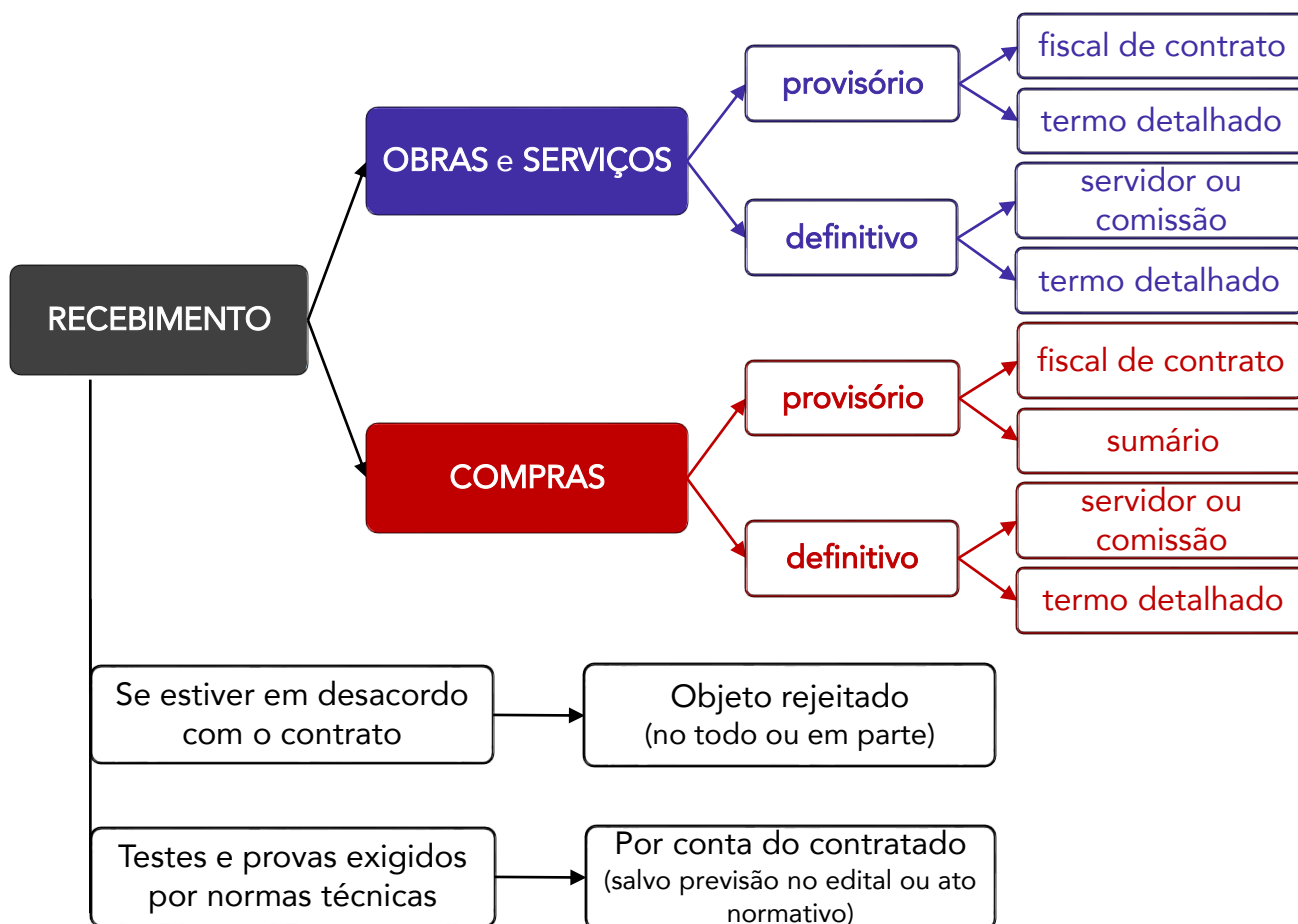 RECEBIMENTO
OBRAS e SERVIÇOS
provisório
fiscal de contrato
termo detalhado
definitivo
servidor ou
comissão
termo detalhado
COMPRAS
provisório
fiscal de contrato
sumário
definitivo
servidor ou
comissão
termo detalhado
Se estiver em desacordo
com o contrato
Objeto rejeitado
(no todo ou em parte)
Testes e provas exigidos
por normas técnicas
Por conta do contratado
(salvo previsão no edital ou ato
normativo)